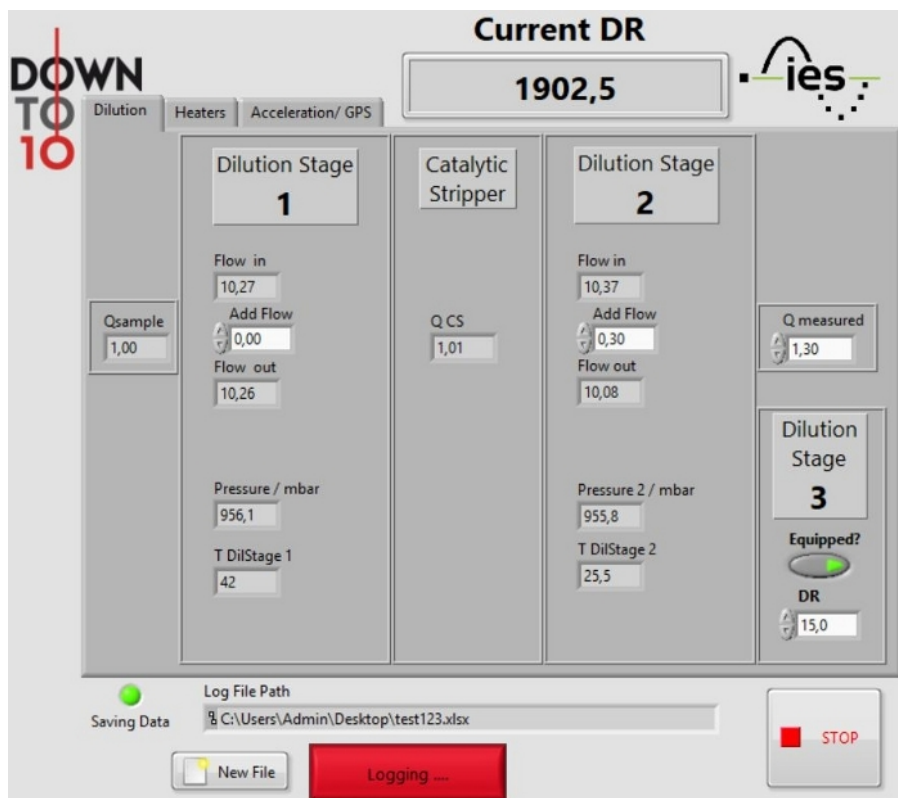 DOWN
TO
10
Current DR
1902,5
ies
Dilution
Heaters
Acceleration/ GPS
Qsample
1,00
Dilution Stage
1
Flow in
10,27
Add Flow
0,00
Flow out
10,26
Pressure / mbar
956,1
T DilStage 1
42
Catalytic
Stripper
Q CS
1,01
Dilution Stage
2
Flow in
10,37
Add Flow
0,30
Flow out
10,08
Pressure 2 / mbar
955,8
T DilStage 2
25,5
Q measured
1,30
Dilution
Stage
3
Equipped?
DR
15,0
Saving Data
Log File Path
C:\Users\Admin\Desktop\test123.xlsx
New File
Logging ....
STOP